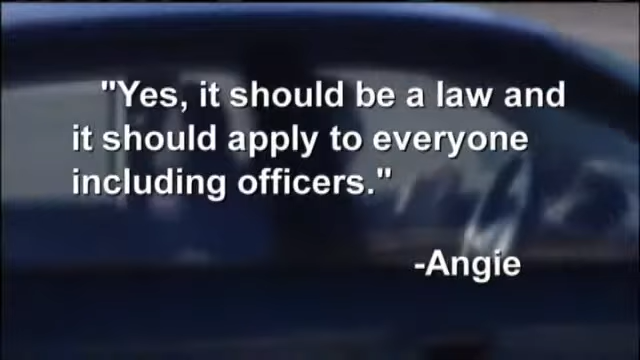 "Yes, it should be a law and
it should apply to everyone
including officers."
-Angie